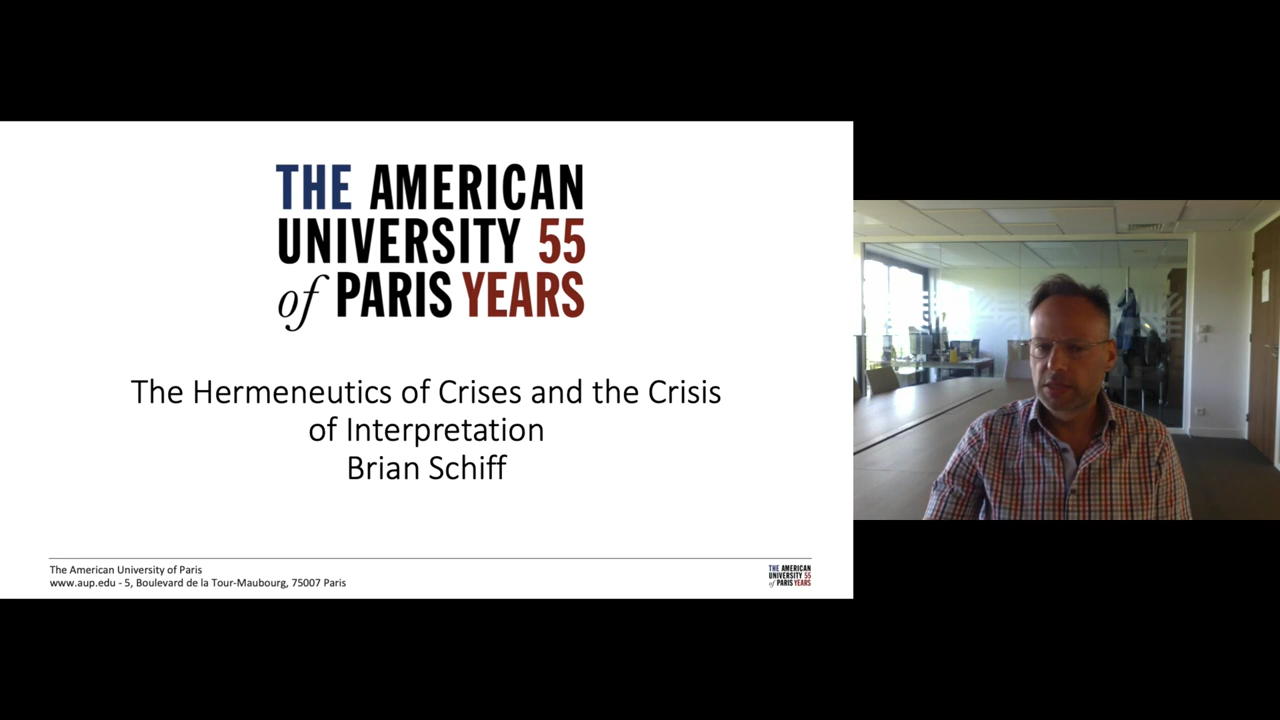 THE AMERICAN
UNIVERSITY 55
of PARIS YEARS
The Hermeneutics of Crises and the Crisis
of Interpretation
Brian Schiff
The American University of Paris
www.aup.edu - 5, Boulevard de la Tour-Maubourg, 75007 Paris
THE AMERICAN
UNIVERSITY 55
of PARIS YEARS